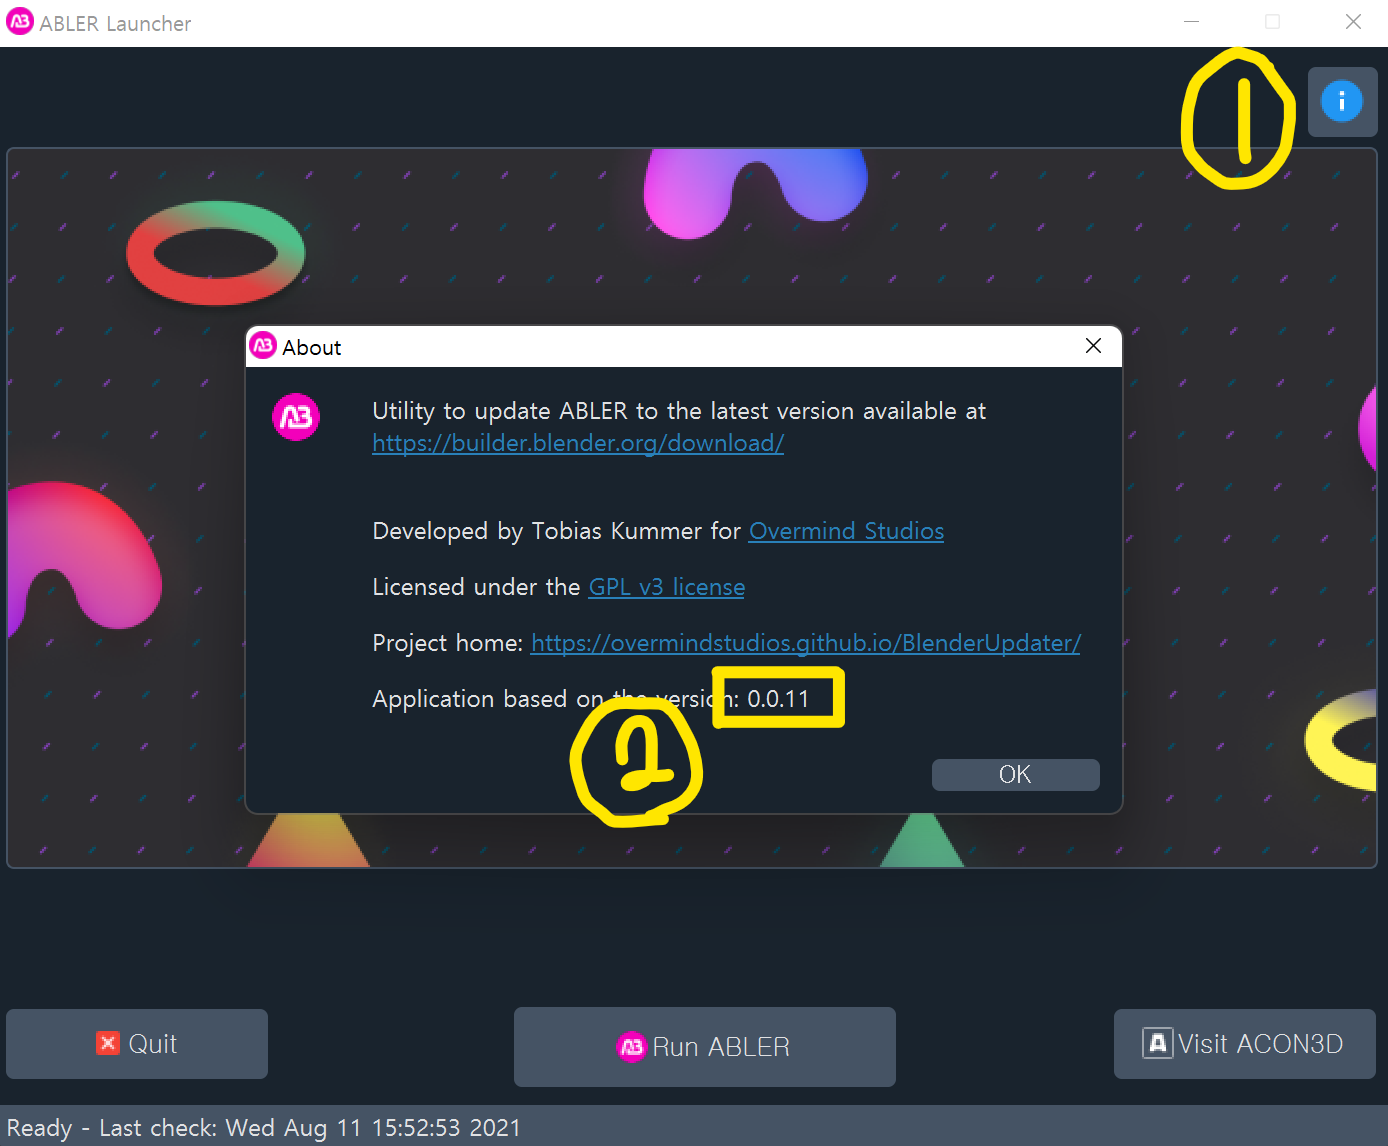 ABLER Launcher
1
i
About
Utility to update ABLER to the latest version available at
https://builder.blender.org/download/
Developed by Tobias Kummer for Overmind Studios
Licensed under the GPL v3 license
Project home: https://overmindstudios.github.io/BlenderUpdater/
Application based on the version: 0.0.11
2
OK
Quit
Run ABLER
A Visit ACON3D
Ready - Last check: Wed Aug 11 15:52:53 2021